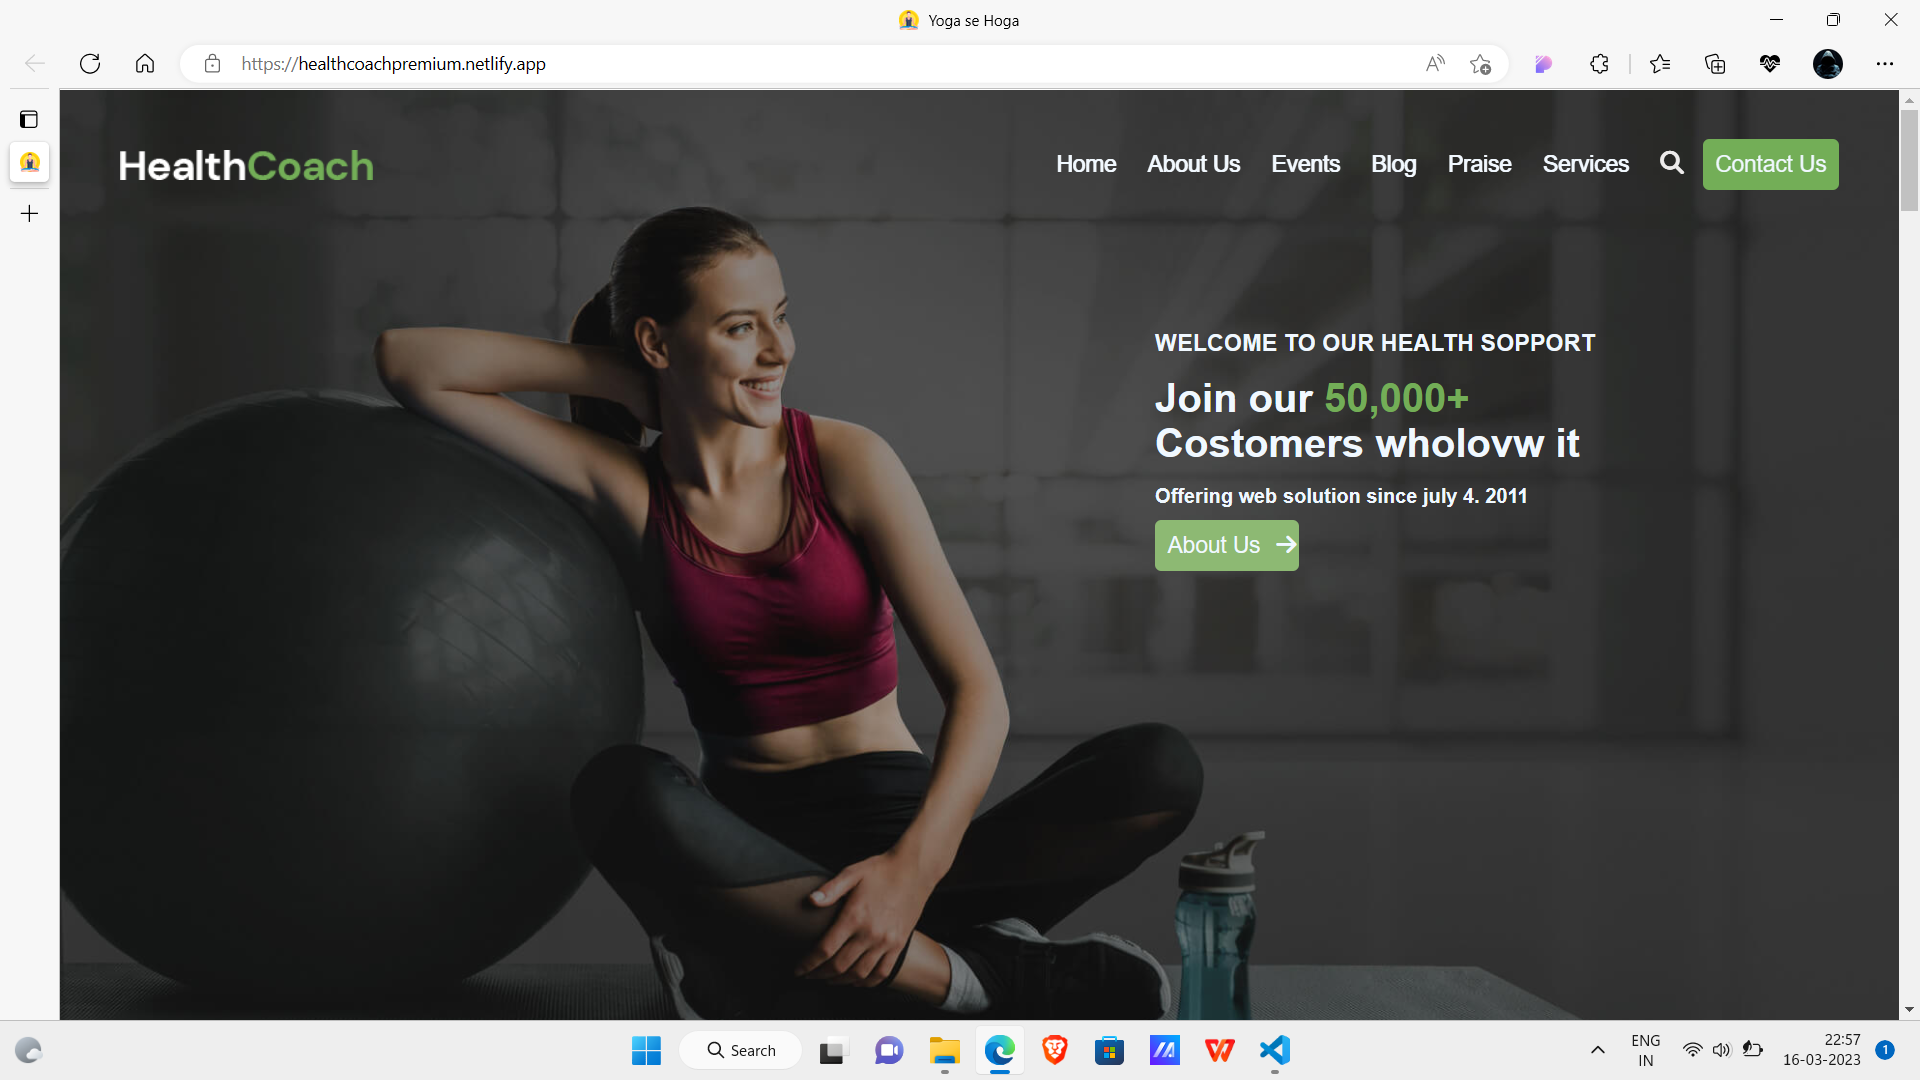 Yoga se Hoga
https://healthcoachpremium.netlify.app
HealthCoach
Home About Us Events Blog Praise Services Contact Us
WELCOME TO OUR HEALTH SOPPORT
Join our 50,000+
Costomers wholovw it
Offering web solution since july 4. 2011
About Us
Search
ENG
IN
22:57
16-03-2023
1